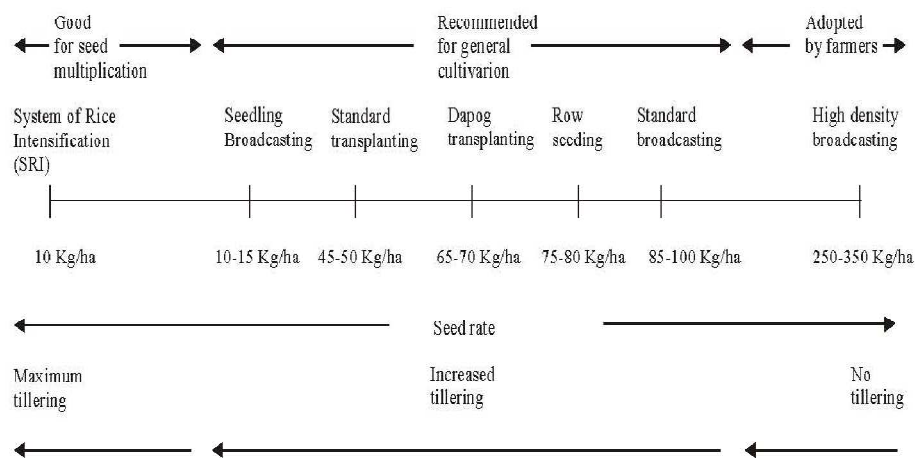 Good
for seed
multiplication
Recommended
for general
cultivarion
Adopted
by farmers
System of Rice
Intensification
(SRI)
Seedling
Broadcasting
Standard
transplanting
Dapog
transplanting
Row
seeding
Standard
broadcasting
High density
broadcasting
10 Kg/ha
10-15 Kg/ha
45-50 Kg/ha
65-70 Kg/ha
75-80 Kg/ha
85-100 Kg/ha
250-350 Kg/ha
Seed rate
Maximum
tillering
Increased
tillering
No
tillering